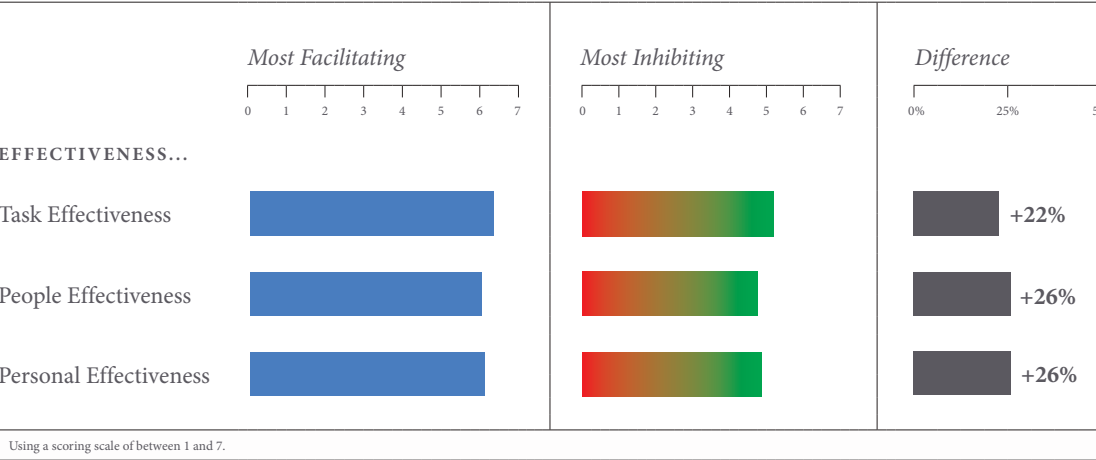 Most Facilitating Most Inhibiting Difference
0 1 2 3 4 5 6 7 0 1 2 3 4 5 6 7 0% 25% 5
EFFECTIVENESS...
Task Effectiveness +22%
People Effectiveness +26%
Personal Effectiveness +26%
Using a scoring scale of between 1 and 7.